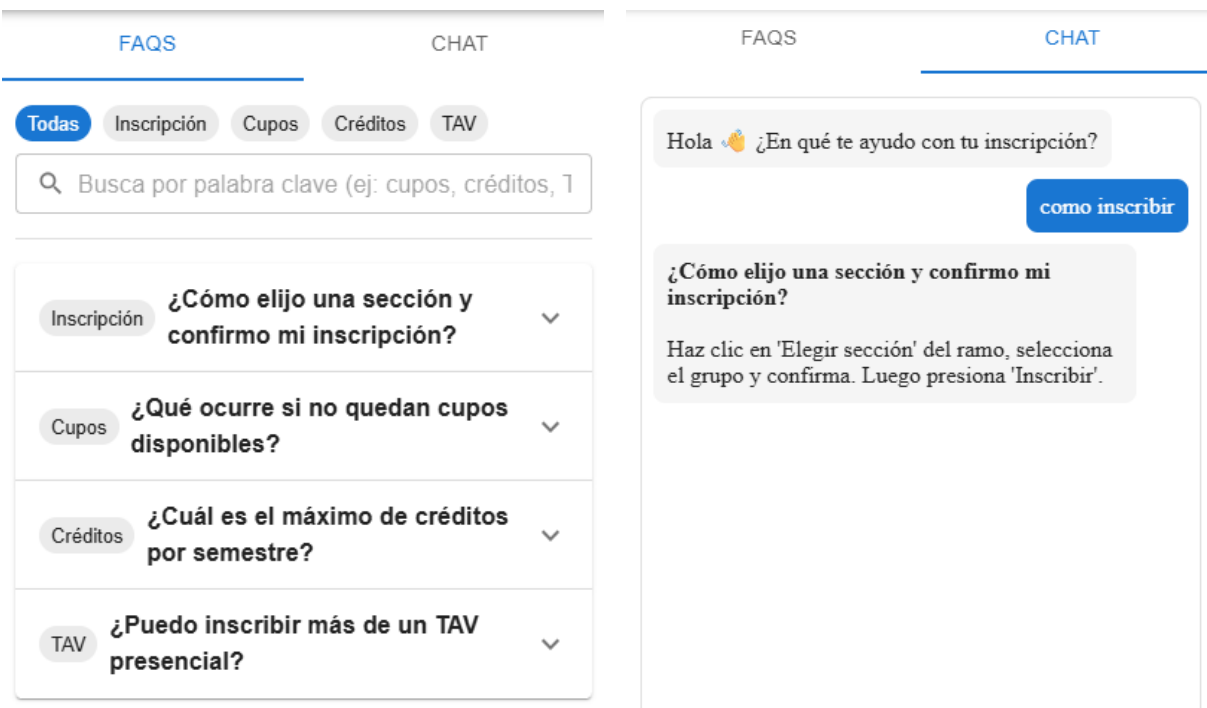 FAQS
CHAT
Todas
Inscripción
Cupos
Créditos
TAV
Busca por palabra clave (ej: cupos, créditos, T
Inscripción
¿Cómo elijo una sección y
confirmo mi inscripción?
Cupos
¿Qué ocurre si no quedan cupos
disponibles?
Créditos
¿Cuál es el máximo de créditos
por semestre?
TAV
¿Puedo inscribir más de un TAV
presencial?
FAQS
CHAT
Hola 👋 ¿En qué te ayudo con tu inscripción?
como inscribir
¿Cómo elijo una sección y confirmo mi
inscripción?
Haz clic en 'Elegir sección' del ramo, selecciona
el grupo y confirma. Luego presiona 'Inscribir'.